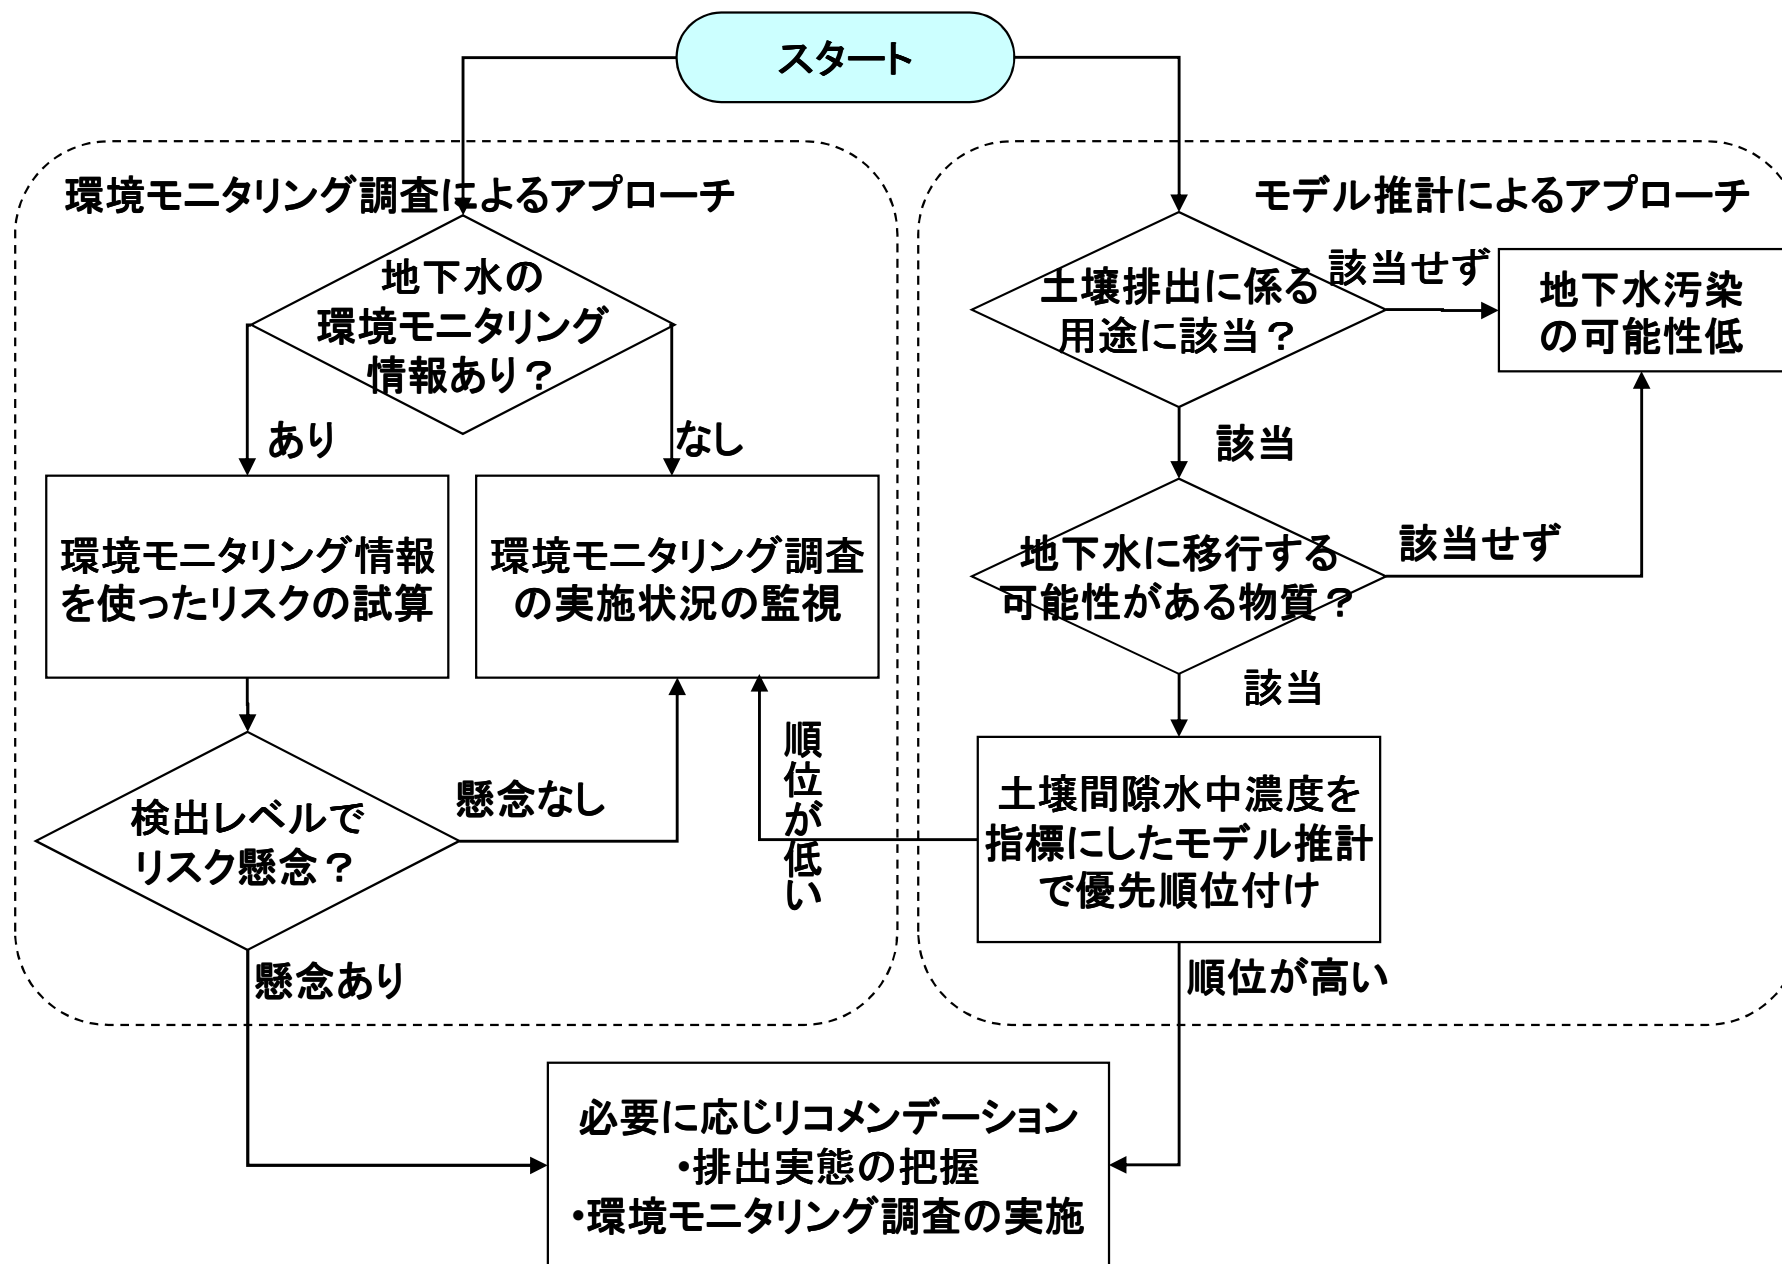 スタート
環境モニタリング調査によるアプローチ
地下水の
環境モニタリング
情報あり？
あり
なし
環境モニタリング情報
を使ったリスクの試算
環境モニタリング調査
の実施状況の監視
検出レベルで
リスク懸念？
懸念なし
懸念あり
順位が低い
モデル推計によるアプローチ
土壌排出に係る
用途に該当？
該当せず
地下水汚染
の可能性低
該当
地下水に移行する
可能性がある物質？
該当せず
該当
土壌間隙水中濃度を
指標にしたモデル推計
で優先順位付け
順位が高い
必要に応じリコメンデーション
・排出実態の把握
・環境モニタリング調査の実施